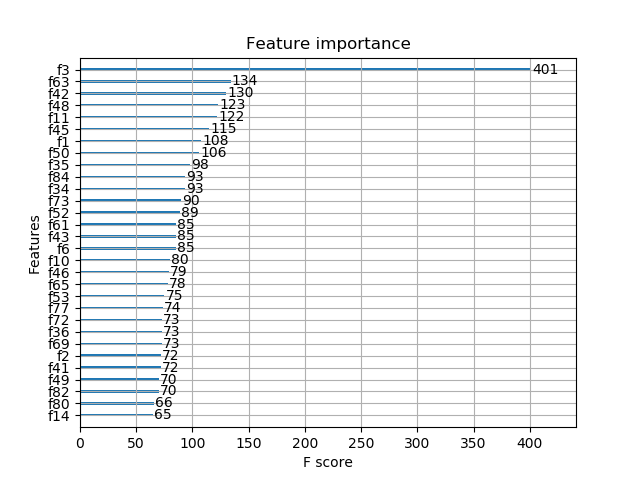 Feature importance
f3 401
f63 134
f42 130
f48 123
f11 122
f45 115
f1 108
f50 106
f35 98
f84 93
f34 93
f73 90
f52 89
f61 85
f43 85
f6 85
f10 80
f46 79
f65 78
f53 75
f77 74
f72 73
f36 73
f69 73
f2 72
f41 72
f49 70
f82 70
f80 66
f14 65
Features
0 50 100 150 200 250 300 350 400
F score